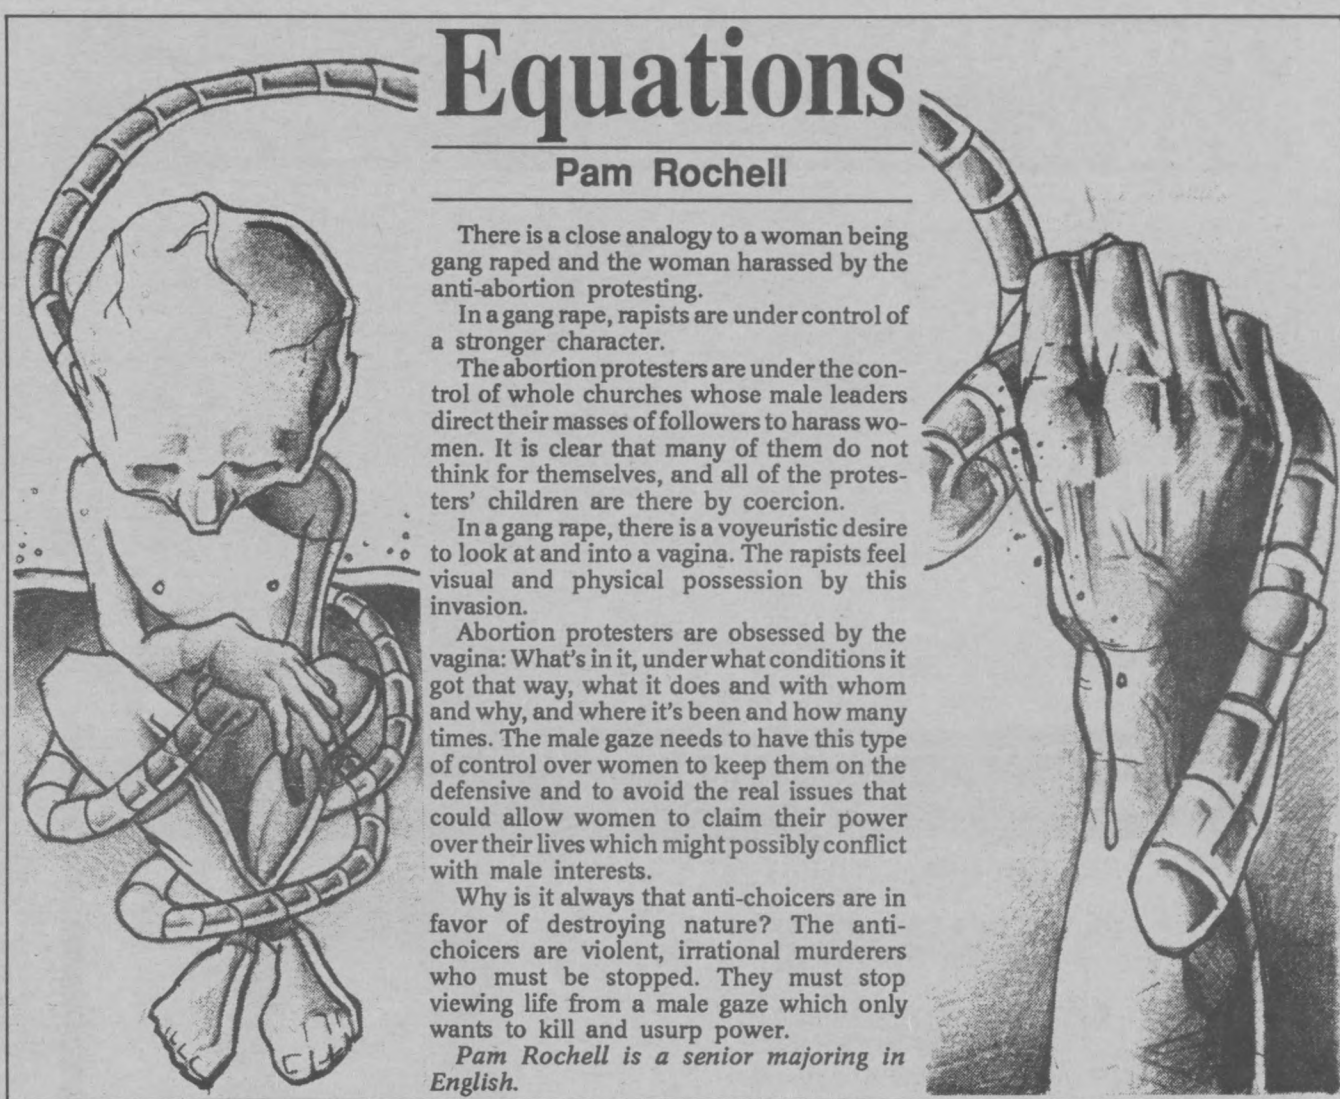 Equations
Pam Rochell
There is a close analogy to a woman being
gang raped and the woman harassed by the
anti-abortion protesting.
In a gang rape, rapists are under control of
a stronger character.
The abortion protesters are under the con-
trol of whole churches whose male leaders
direct their masses of followers to harass wo-
men. It is clear that many of them do not
think for themselves, and all of the protes-
ters' children are there by coercion.
In a gang rape, there is a voyeuristic desire
to look at and into a vagina. The rapists feel
visual and physical possession by this
invasion.
Abortion protesters are obsessed by the
vagina: What's in it, under what conditions it
got that way, what it does and with whom
and why, and where it's been and how many
times. The male gaze needs to have this type
of control over women to keep them on the
defensive and to avoid the real issues that
could allow women to claim their power
over their lives which might possibly conflict
with male interests.
Why is it always that anti-choicers are in
favor of destroying nature? The anti-
choicers are violent, irrational murderers
who must be stopped. They must stop
viewing life from a male gaze which only
wants to kill and usurp power.
Pam Rochell is a senior majoring in
English.